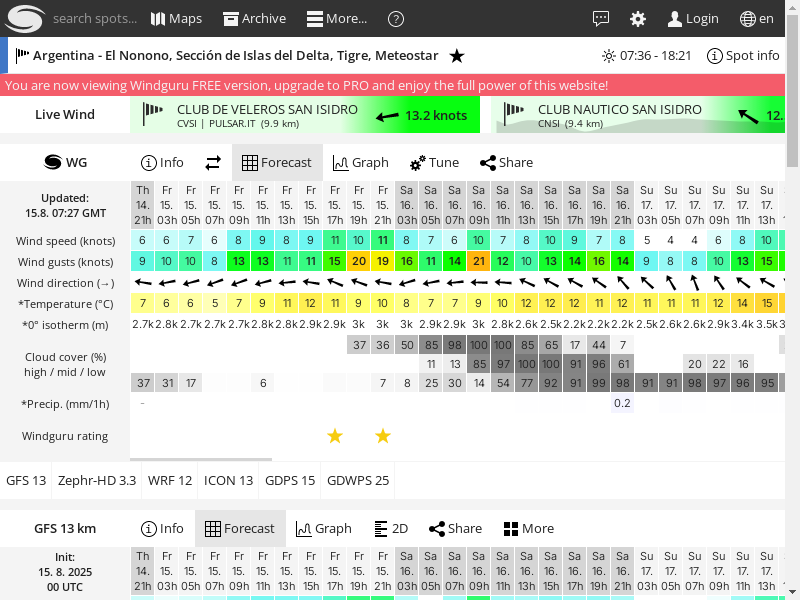 search spots...
Maps
Archive
More...
?
Login
en
Argentina - El Nonono, Sección de Islas del Delta, Tigre, Meteostar ★
07:36 - 18:21
Spot info
You are now viewing Windguru FREE version, upgrade to PRO and enjoy the full power of this website!
Live Wind
CLUB DE VELEROS SAN ISIDRO
CVSI | PULSAR.IT (9.9 km)
13.2 knots
CLUB NAUTICO SAN ISIDRO
CNSI (9.4 km)
12.
WG
Info
Forecast
Graph
Tune
Share
Updated:
15.8. 07:27 GMT
Th Fr Fr Fr Fr Fr Fr Fr Fr Fr Fr Sa Sa Sa Sa Sa Sa Sa Sa Sa Sa Su Su Su Su Su Su
14. 15. 15. 15. 15. 15. 15. 15. 15. 15. 15. 16. 16. 16. 16. 16. 16. 16. 16. 16. 16. 17. 17. 17. 17. 17. 17.
21h 03h 05h 07h 09h 11h 13h 15h 17h 19h 21h 03h 05h 07h 09h 11h 13h 15h 17h 19h 21h 03h 05h 07h 09h 11h 13h
Wind speed (knots) 6 6 7 6 8 9 8 9 11 10 11 8 7 6 10 7 8 10 9 7 8 5 4 4 6 8 10
Wind gusts (knots) 9 10 10 8 13 13 11 11 15 20 19 16 11 14 21 12 10 13 14 16 14 9 8 8 10 13 15
Wind direction (→)
*Temperature (°C) 7 6 6 5 7 9 11 12 11 9 10 8 7 7 9 10 12 12 12 11 12 11 11 11 12 14 15
*0° isotherm (m) 2.7k 2.8k 2.7k 2.7k 2.8k 2.8k 2.8k 2.9k 2.9k 3k 3k 3k 2.9k 2.9k 3k 2.8k 2.6k 2.5k 2.2k 2.2k 2.2k 2.5k 2.6k 2.6k 2.9k 3.4k 3.5k
37 36 50 85 98 100 100 85 65 17 44 7
Cloud cover (%)
high / mid / low
11 13 85 97 100 100 91 96 61 20 22 16
37 31 17 6 7 8 25 30 14 54 77 92 91 99 98 91 91 98 97 96 95
*Precip. (mm/1h) - 0.2
Windguru rating ★ ★
GFS 13
Zephr-HD 3.3
WRF 12
ICON 13
GDPS 15
GDWPS 25
GFS 13 km
Info
Forecast
Graph
2D
Share
More
Init:
15. 8. 2025
00 UTC
Th Fr Fr Fr Fr Fr Fr Fr Fr Fr Fr Sa Sa Sa Sa Sa Sa Sa Sa Sa Sa Su Su Su Su Su Su
14. 15. 15. 15. 15. 15. 15. 15. 15. 15. 15. 16. 16. 16. 16. 16. 16. 16. 16. 16. 16. 17. 17. 17. 17. 17. 17.
21h 03h 05h 07h 09h 11h 13h 15h 17h 19h 21h 03h 05h 07h 09h 11h 13h 15h 17h 19h 21h 03h 05h 07h 09h 11h 13h